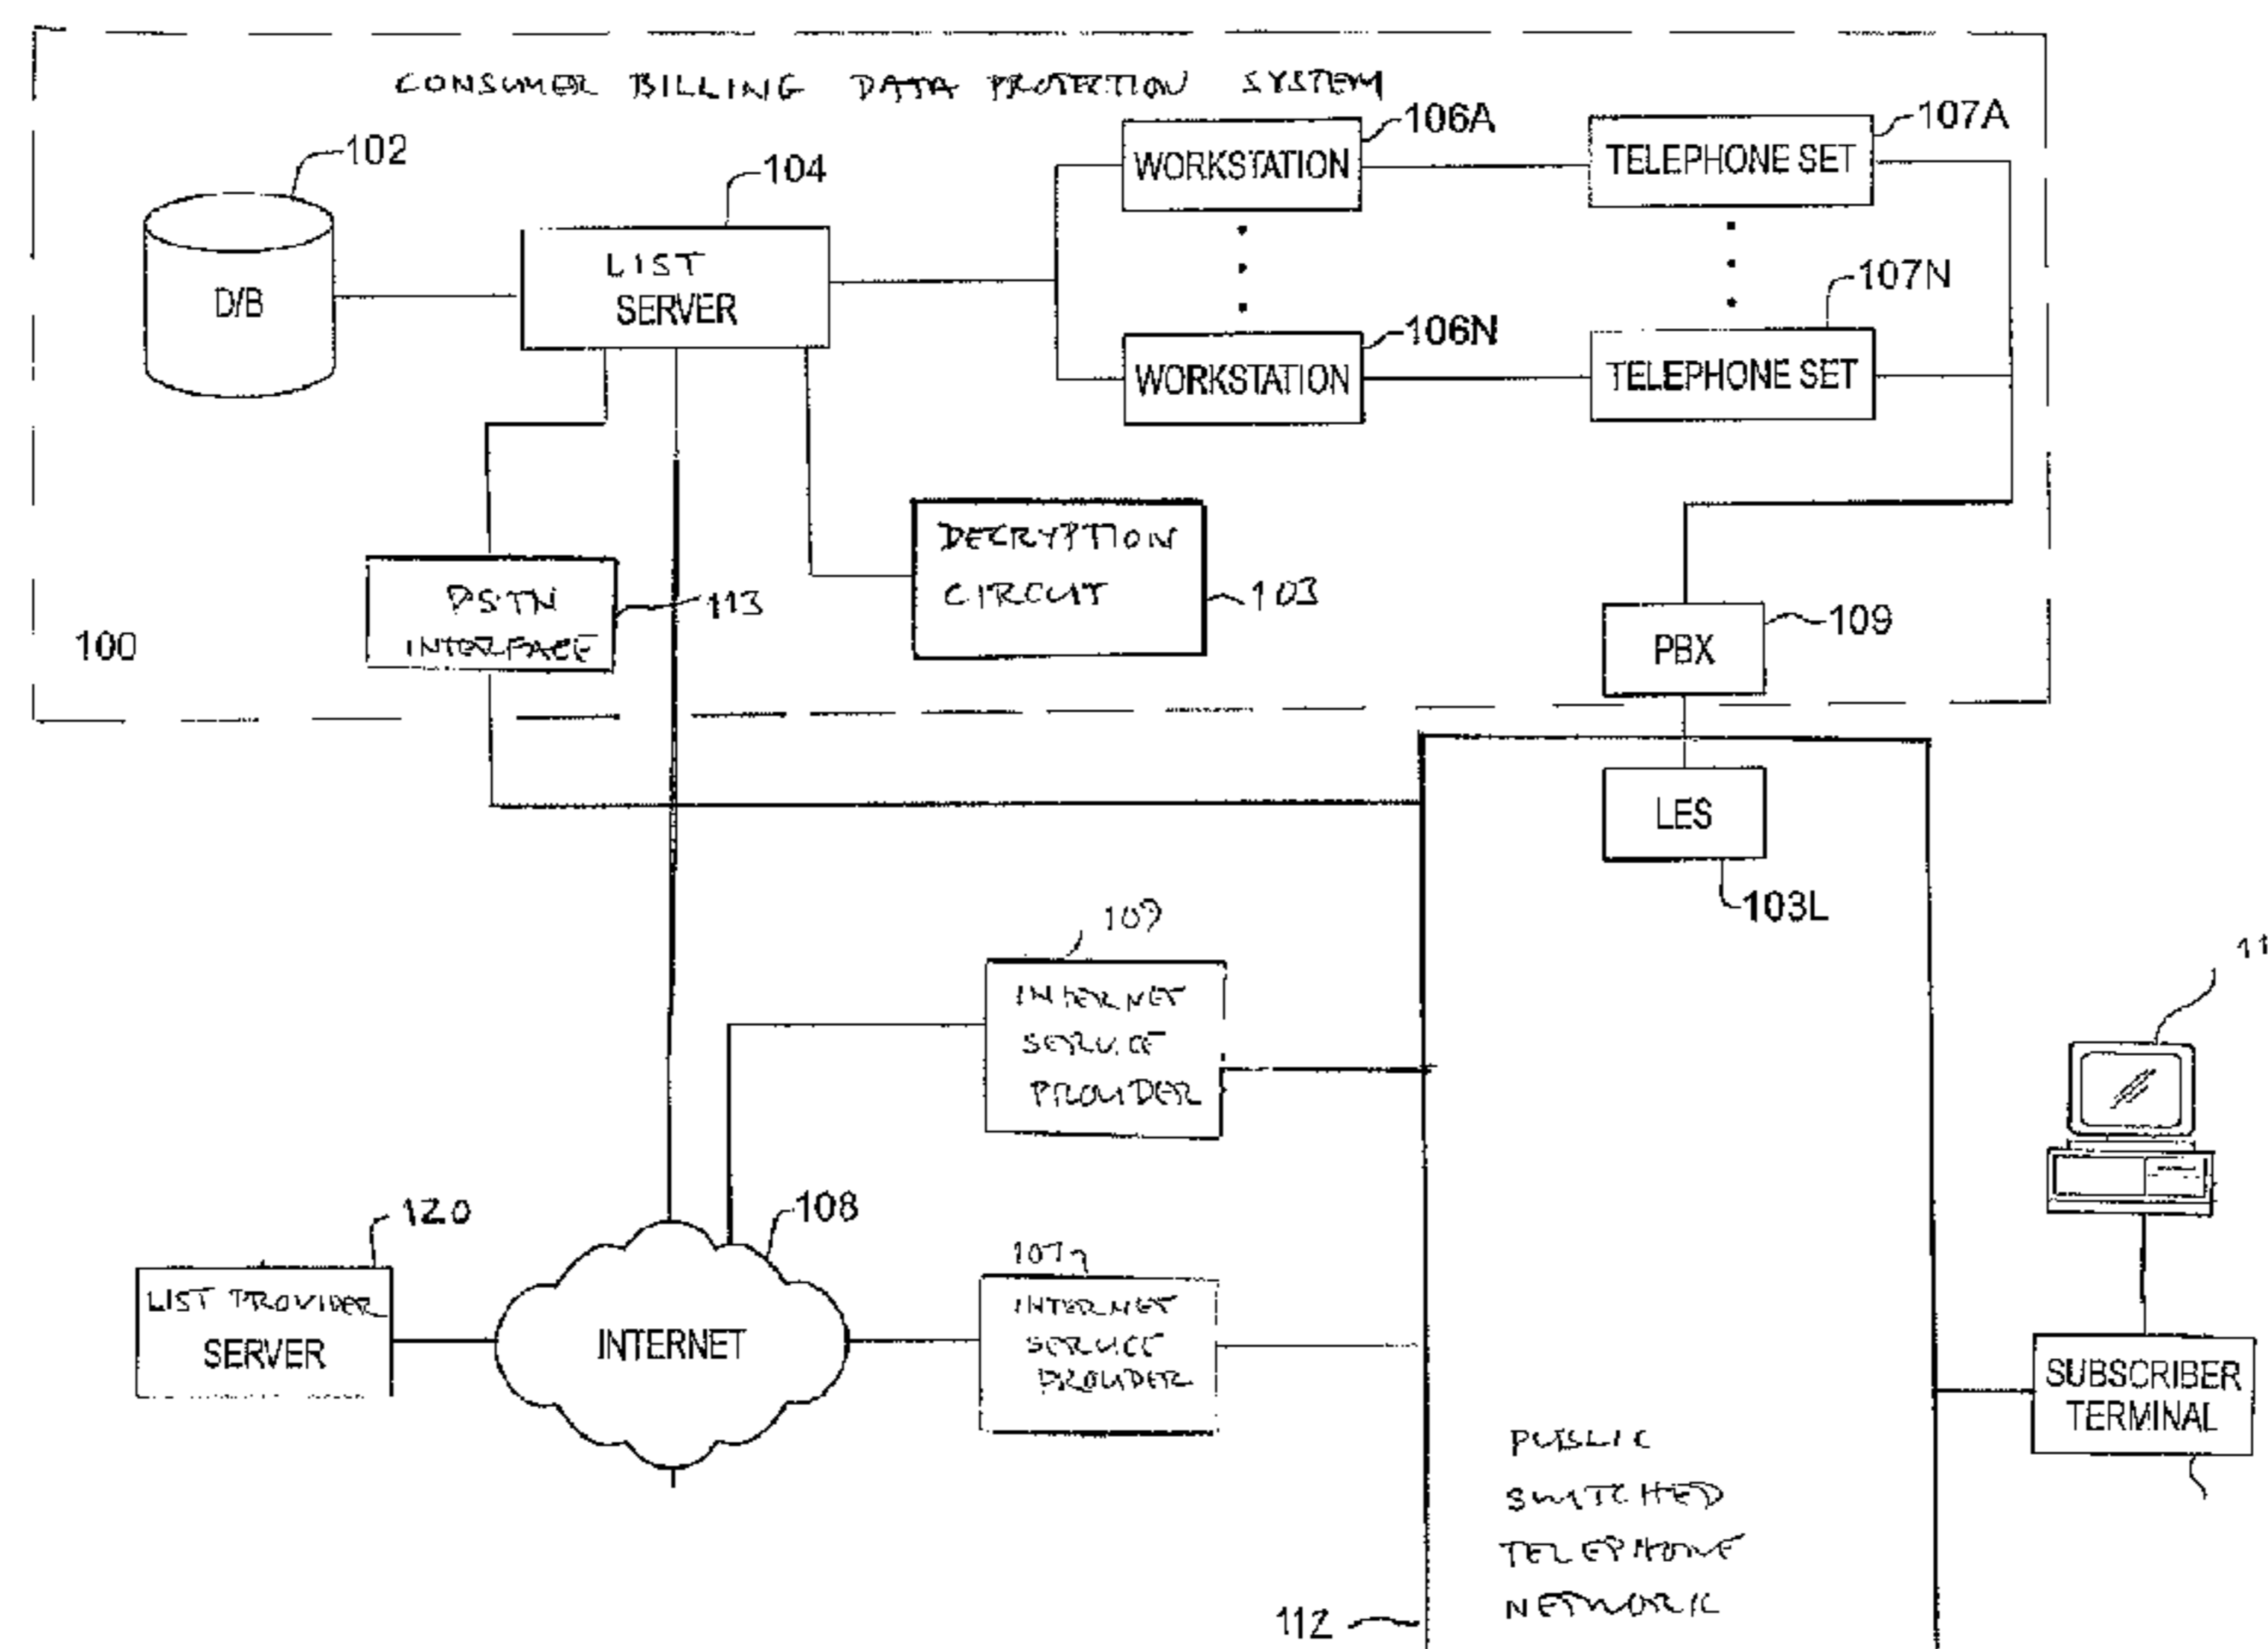 CONSUMER BILLING DATA PROTECTION SYSTEM
102
104
106A
107A
D/B
LIST
SERVER
WORKSTATION
TELEPHONE SET
106N
107N
WORKSTATION
TELEPHONE SET
PSTN
INTERFACE
113
DECRYPTION
CIRCUIT
103
100
PBX
109
LES
103L
109
INTERNET
SERVICE
PROVIDER
11
120
LIST PROVIDER
SERVER
108
INTERNET
107
INTERNET
SERVICE
PROVIDER
SUBSCRIBER
TERMINAL
PUBLIC
SWITCHED
TELEPHONE
NETWORK
112